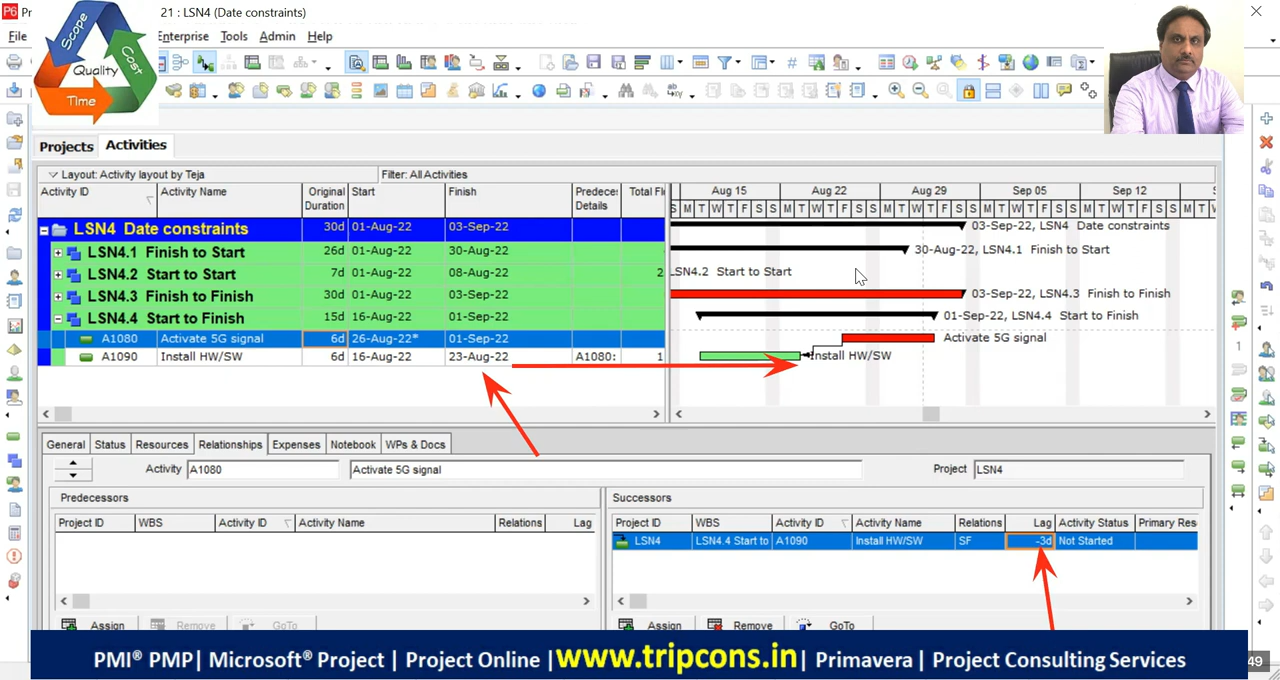 P6 Pr
21 : LSN4 (Date constraints)
File
Enterprise Tools Admin Help
Scope
Cost
Quality
Time
Projects Activities
Layout: Activity layout by Teja Filter: All Activities
Activity ID Activity Name Original Duration Start Finish Predeces Details Total Fl
Aug 15 Aug 22 Aug 29 Sep 05 Sep 12
S M T W T F S S M T W T F S S M T W T F S S M T W T F S S M T W T F S S M T W
LSN4 Date constraints 30d 01-Aug-22 03-Sep-22 03-Sep-22, LSN4 Date constraints
LSN4.1 Finish to Start 26d 01-Aug-22 30-Aug-22 30-Aug-22, LSN4.1 Finish to Start
LSN4.2 Start to Start 7d 01-Aug-22 08-Aug-22 2 LSN4.2 Start to Start
LSN4.3 Finish to Finish 30d 01-Aug-22 03-Sep-22 03-Sep-22, LSN4.3 Finish to Finish
LSN4.4 Start to Finish 15d 16-Aug-22 01-Sep-22 01-Sep-22, LSN4.4 Start to Finish
A1080 Activate 5G signal 6d 26-Aug-22* 01-Sep-22 Activate 5G signal
A1090 Install HW/SW 6d 16-Aug-22 23-Aug-22 A1080: 1 Install HW/SW
General Status Resources Relationships Expenses Notebook WPs & Docs
Activity A1080 Activate 5G signal Project LSN4
Predecessors Successors
Project ID WBS Activity ID Activity Name Relations Lag
Project ID WBS Activity ID Activity Name Relations Lag Activity Status Primary Res
LSN4 LSN4.4 Start to A1090 Install HW/SW SF -3d Not Started
Assign Remove GoTo Assign Remove GoTo
PMI® PMP| Microsoft® Project | Project Online |www.tripcons.in| Primavera | Project Consulting Services
49